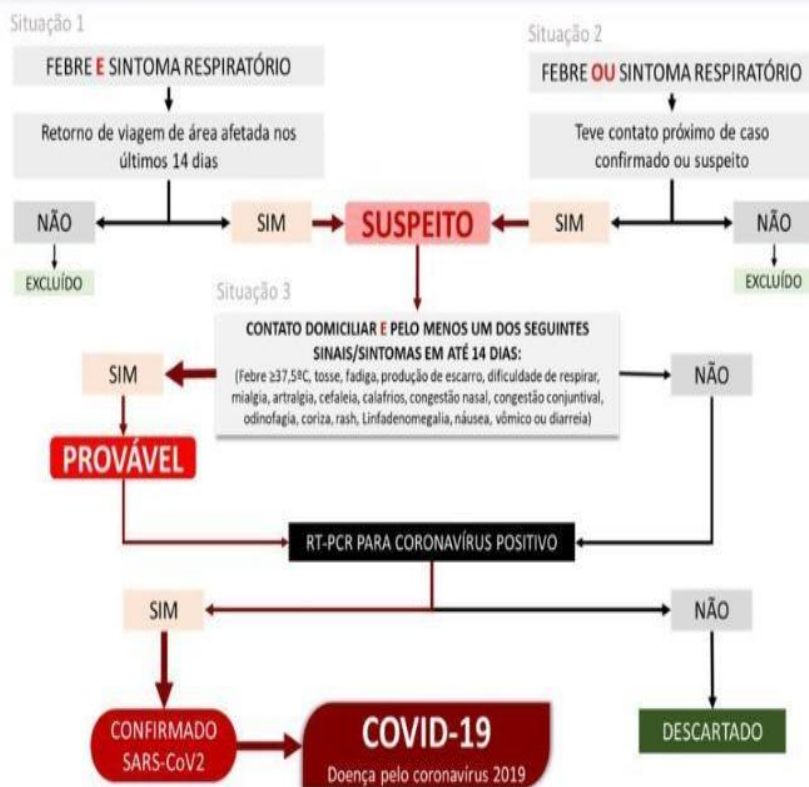 Situação 1
FEBRE E SINTOMA RESPIRATÓRIO
Retorno de viagem de área afetada nos
últimos 14 dias
NÃO
SIM
EXCLUÍDO
SUSPEITO
Situação 2
FEBRE OU SINTOMA RESPIRATÓRIO
Teve contato próximo de caso
confirmado ou suspeito
SIM
NÃO
EXCLUÍDO
Situação 3
CONTATO DOMICILIAR E PELO MENOS UM DOS SEGUINTES
SINAIS/SINTOMAS EM ATÉ 14 DIAS:
(Febre ≥37,5ºC, tosse, fadiga, produção de escarro, dificuldade de respirar,
mialgia, artralgia, cefaleia, calafrios, congestão nasal, congestão conjuntival,
odinofagia, coriza, rash, Linfadenomegalia, náusea, vômico ou diarreia)
SIM
NÃO
PROVÁVEL
RT-PCR PARA CORONAVÍRUS POSITIVO
SIM
NÃO
CONFIRMADO
SARS-CoV2
COVID-19
Doença pelo coronavírus 2019
DESCARTADO